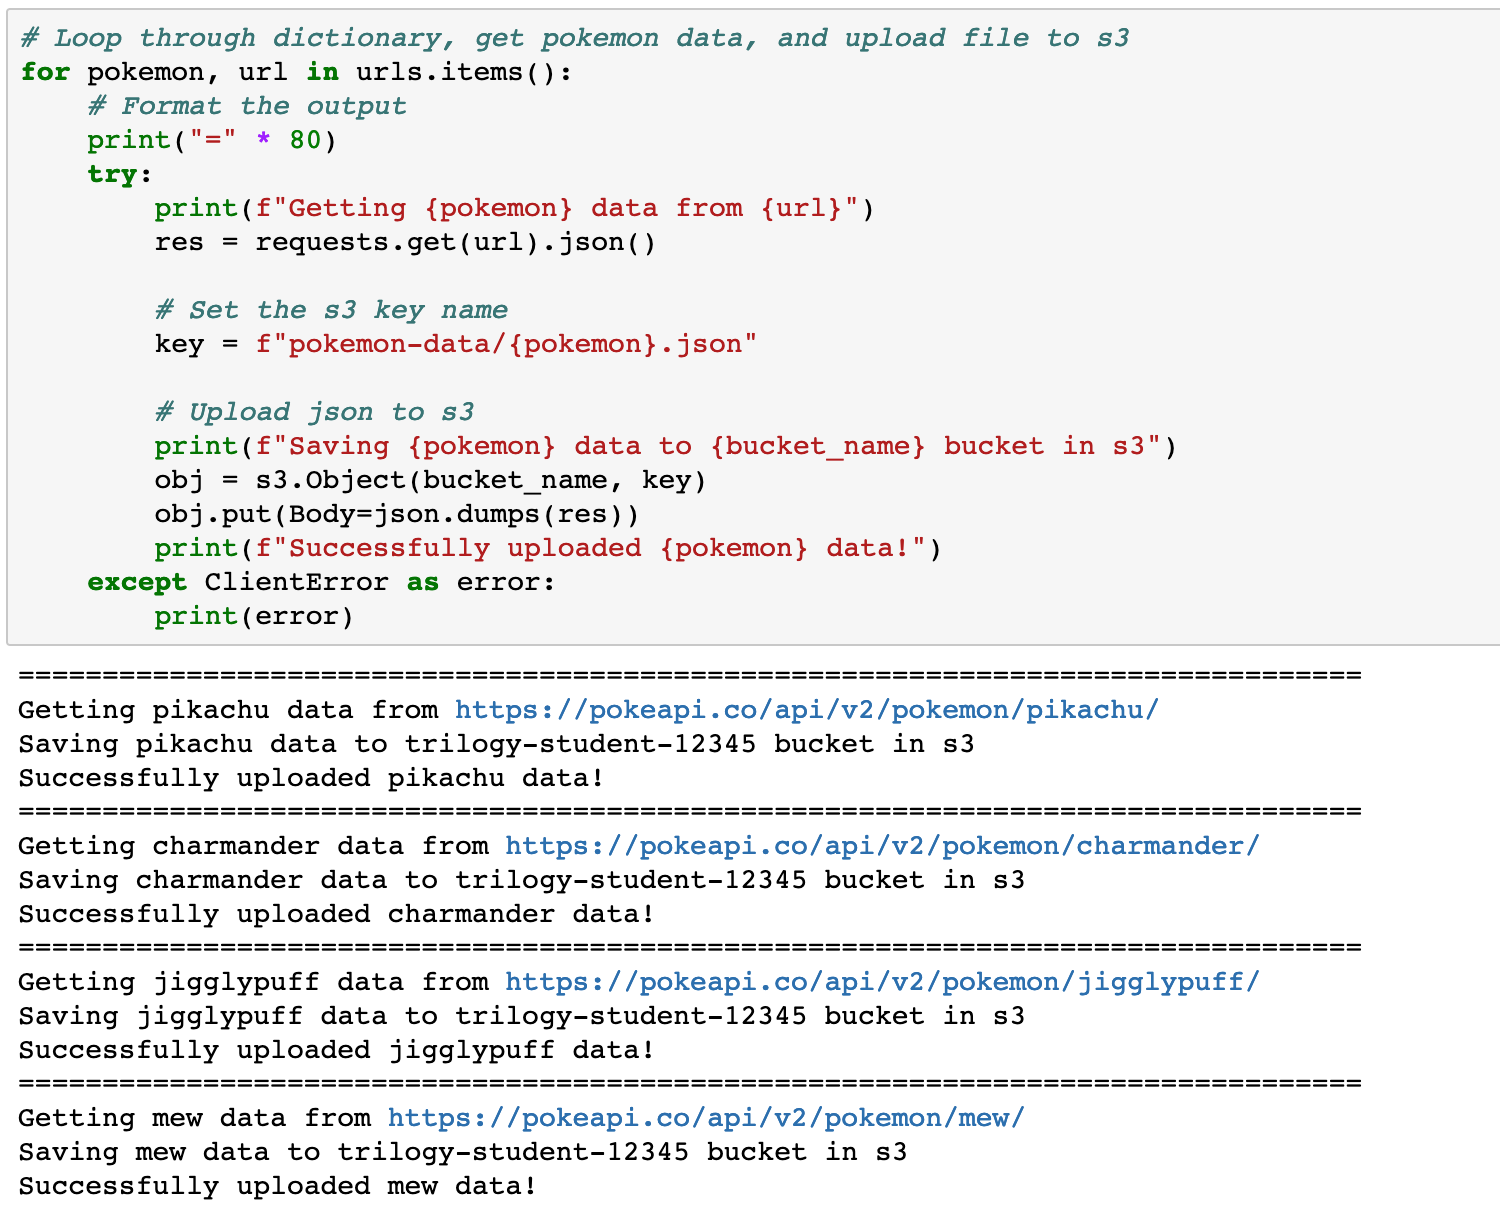 # Loop through dictionary, get pokemon data, and upload file to s3
for pokemon, url in urls.items():
    # Format the output
    print("=" * 80)
    try:
        print(f"Getting {pokemon} data from {url}")
        res = requests.get(url).json()

        # Set the s3 key name
        key = f"pokemon-data/{pokemon}.json"

        # Upload json to s3
        print(f"Saving {pokemon} data to {bucket_name} bucket in s3")
        obj = s3.Object(bucket_name, key)
        obj.put(Body=json.dumps(res))
        print(f"Successfully uploaded {pokemon} data!")
    except ClientError as error:
        print(error)
================================================================================
Getting pikachu data from https://pokeapi.co/api/v2/pokemon/pikachu/
Saving pikachu data to trilogy-student-12345 bucket in s3
Successfully uploaded pikachu data!
================================================================================
Getting charmander data from https://pokeapi.co/api/v2/pokemon/charmander/
Saving charmander data to trilogy-student-12345 bucket in s3
Successfully uploaded charmander data!
================================================================================
Getting jigglypuff data from https://pokeapi.co/api/v2/pokemon/jigglypuff/
Saving jigglypuff data to trilogy-student-12345 bucket in s3
Successfully uploaded jigglypuff data!
================================================================================
Getting mew data from https://pokeapi.co/api/v2/pokemon/mew/
Saving mew data to trilogy-student-12345 bucket in s3
Successfully uploaded mew data!